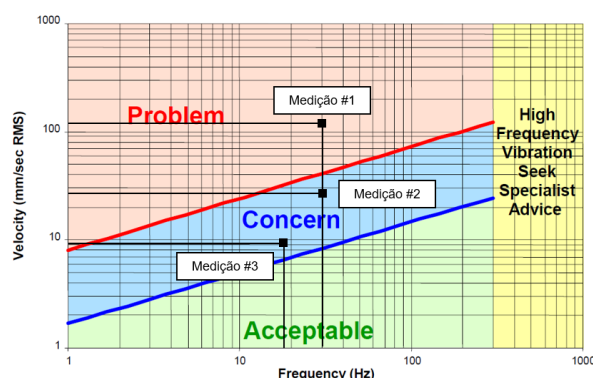 1000
100
10
1
Velocity (mm/sec RMS)
Problem
Medição #1
Medição #2
Concern
Medição #3
Acceptable
High
Frequency
Vibration
Seek
Specialist
Advice
1
10
100
1000
Frequency (Hz)